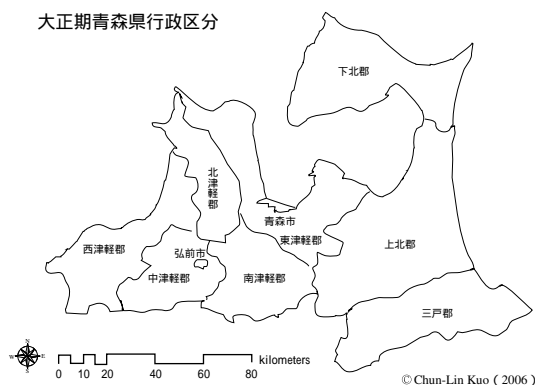 大正期青森県行政区分
下北郡
北津軽郡
青森市
東津軽郡
西津軽郡
弘前市
上北郡
中津軽郡
南津軽郡
三戸郡
N
W E
S
kilometers
0 10 20 40 60 80
©Chun-Lin Kuo（2006）